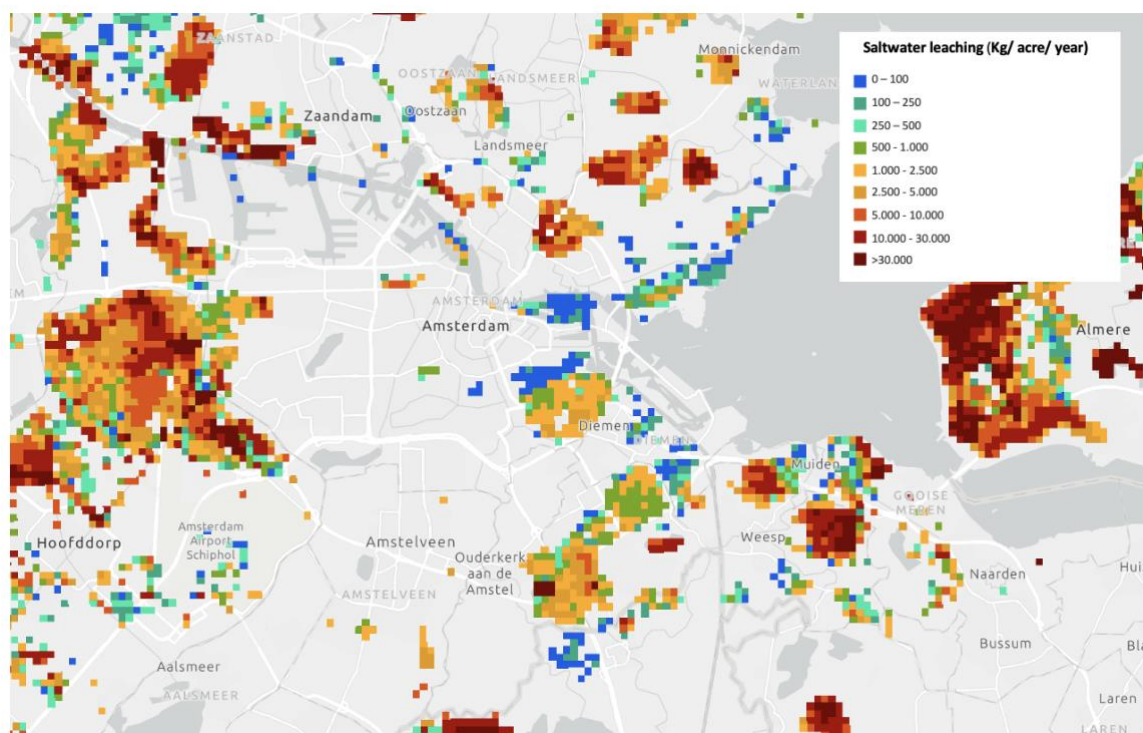 ZAANSTAD
Monnickendam
Saltwater leaching (Kg/ acre/ year)
0 – 100
100 – 250
250 – 500
500 - 1.000
1.000 - 2.500
2.500 - 5.000
5.000 - 10.000
10.000 - 30.000
>30.000
OOSTZAAN
LANDSMEER
WATERLAN
Oostzaan
Zaandam
Landsmeer
AMSTERDAM
Amsterdam
Almere
Diemen
DIEMEN
Muiden
GOOISE
MEREN
Amsterdam
Airport
Schiphol
Hoofddorp
Amstelveen
Ouderkerk
aan de
Amstel
Weesp
Naarden
Hui
AMSTELVEEN
Bussum
Bla
Aalsmeer
AALSMEER
Laren
LAREN